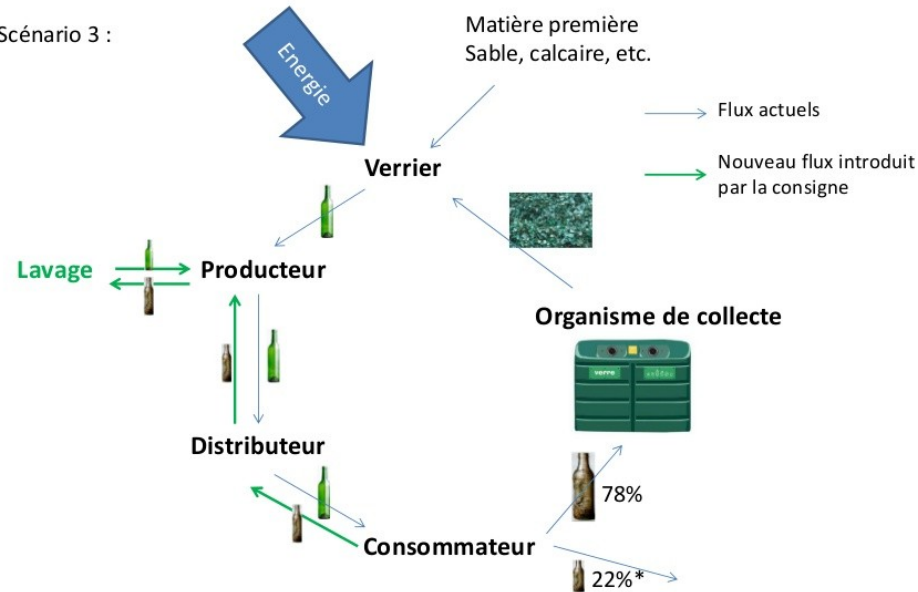 Scénario 3 :
Energie
Matière première
Sable, calcaire, etc.
Flux actuels
Nouveau flux introduit
par la consigne
Verrier
Lavage
Producteur
Organisme de collecte
verre
Distributeur
78%
Consommateur
22%*